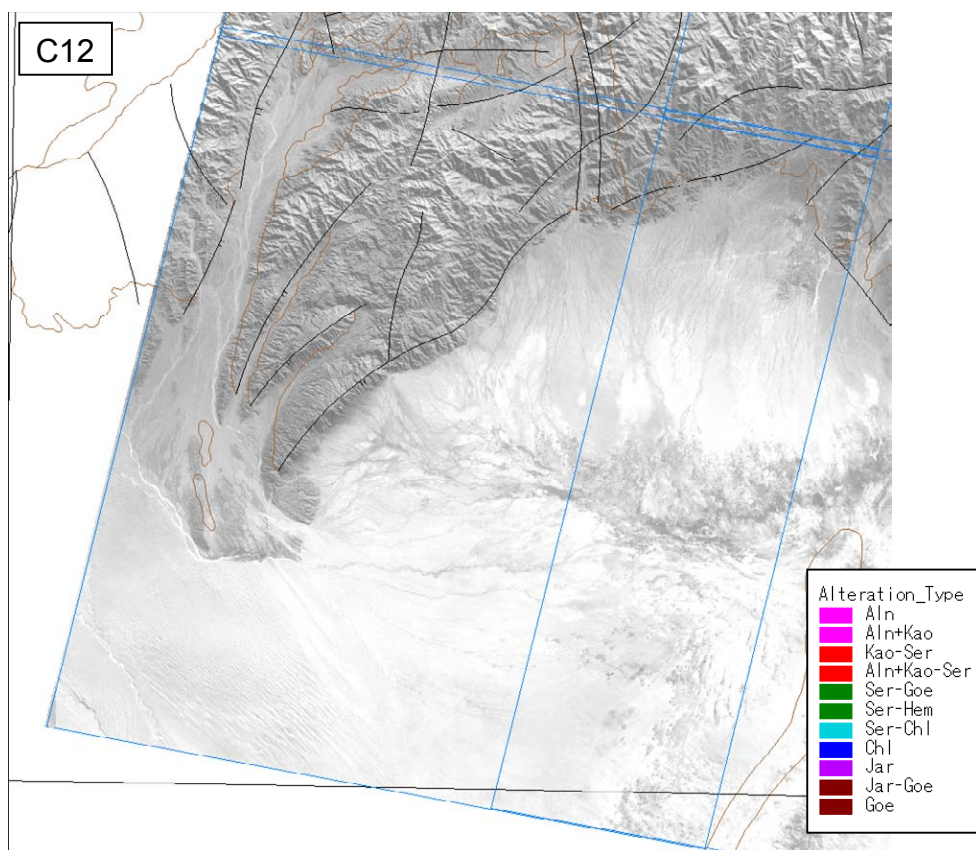 C12
Alteration_Type
Aln
Aln+Kao
Kao-Ser
Aln+Kao-Ser
Ser-Goe
Ser-Hem
Ser-Chl
Chl
Jar
Jar-Goe
Goe